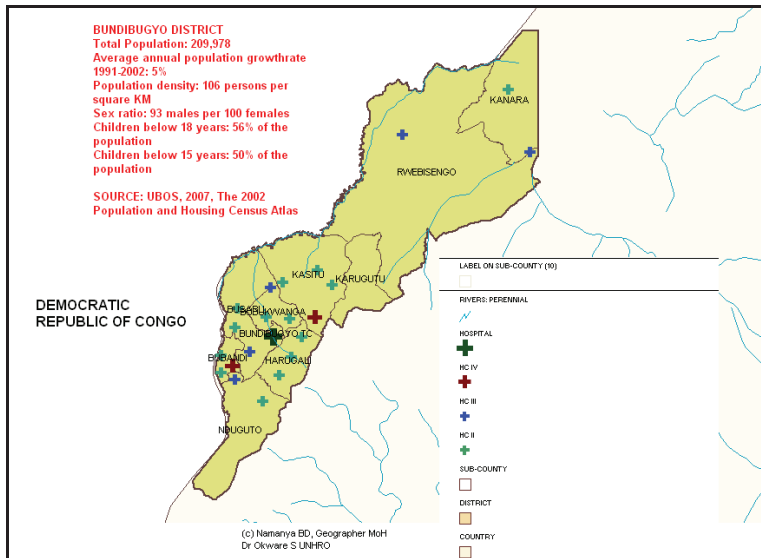 BUNDIBUGYO DISTRICT
Total Population: 209,978
Average annual population growthrate
1991-2002: 5%
Population density: 106 persons per
square KM
Sex ratio: 93 males per 100 females
Children below 18 years: 56% of the
population
Children below 15 years: 50% of the
population
SOURCE: UBOS, 2007, The 2002
Population and Housing Census Atlas
KANARA
RWEBISENGO
KASITU
KARUGUTU
DEMOCRATIC
REPUBLIC OF CONGO
BUNDIBUGYO TC
BUBANDI
HARUGALI
NDUGUTO
LABEL ON SUB-COUNTY (10)
RIVERS: PERENNIAL
HOSPITAL
HC IV
HC III
HC II
SUB-COUNTY
DISTRICT
COUNTRY
(c) Namanya BD, Geographer MoH
Dr Okware S UNHRO